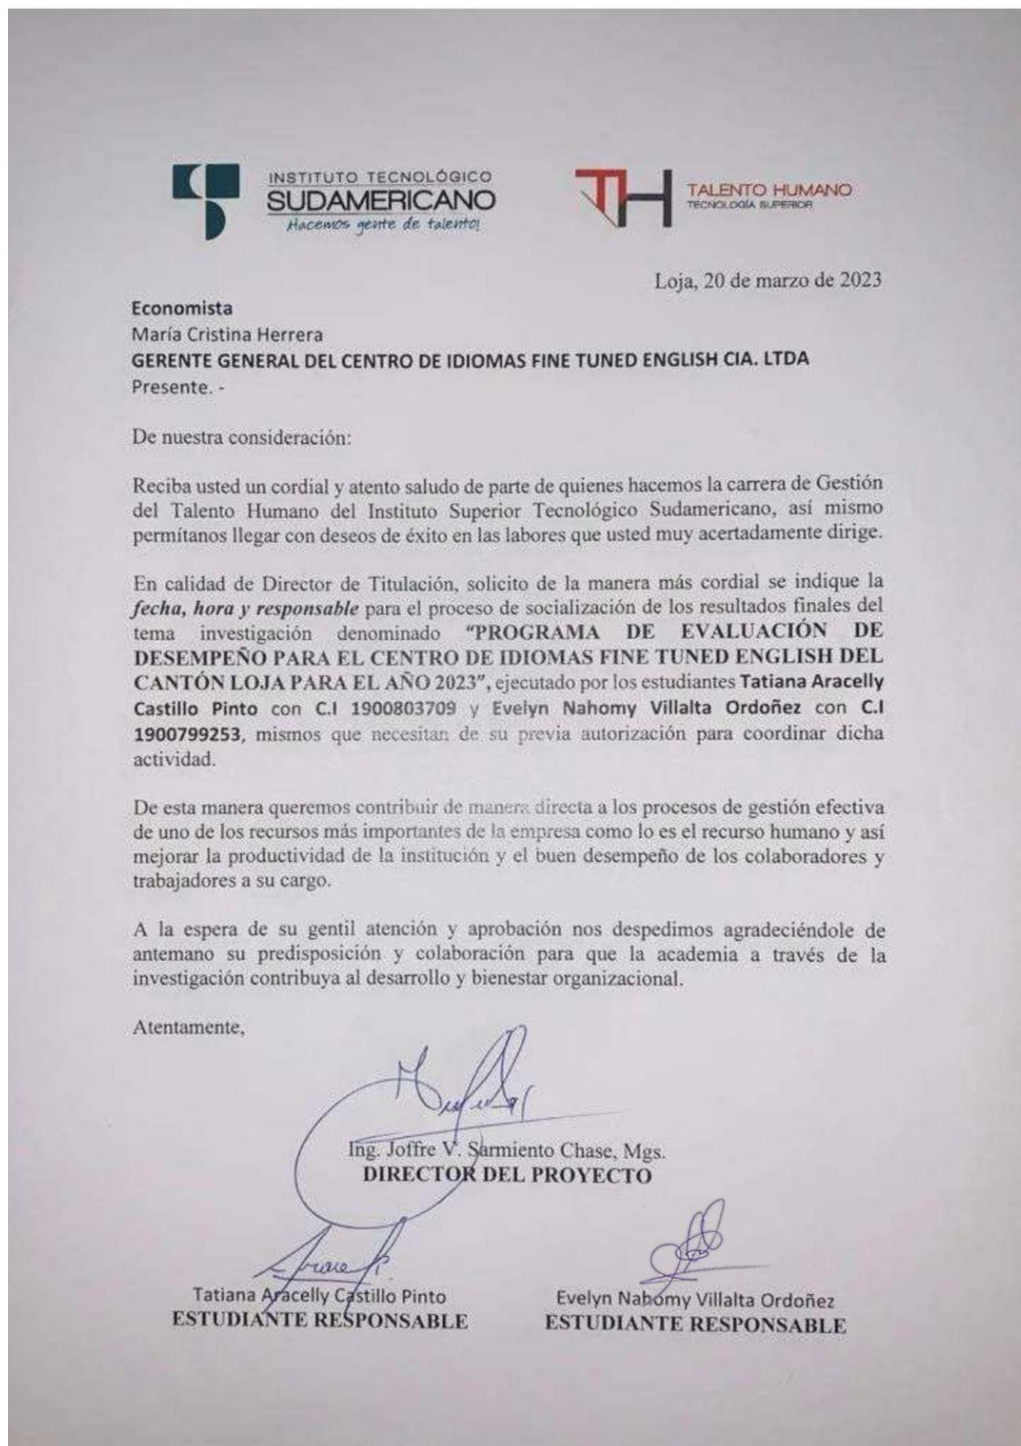 INSTITUTO TECNOLÓGICO
SUDAMERICANO
Hacemos gente de talento!
TH
TALENTO HUMANO
TECNOLOGÍA SUPERIOR
Loja, 20 de marzo de 2023
Economista
María Cristina Herrera
GERENTE GENERAL DEL CENTRO DE IDIOMAS FINE TUNED ENGLISH CIA. LTDA
Presente. -
De nuestra consideración:
Reciba usted un cordial y atento saludo de parte de quienes hacemos la carrera de Gestión
del Talento Humano del Instituto Superior Tecnológico Sudamericano, así mismo
permítanos llegar con deseos de éxito en las labores que usted muy acertadamente dirige.
En calidad de Director de Titulación, solicito de la manera más cordial se indique la
fecha, hora y responsable para el proceso de socialización de los resultados finales del
tema investigación denominado "PROGRAMA DE EVALUACIÓN DE
DESEMPEÑO PARA EL CENTRO DE IDIOMAS FINE TUNED ENGLISH DEL
CANTÓN LOJA PARA EL AÑO 2023", ejecutado por los estudiantes Tatiana Aracelly
Castillo Pinto con C.I 1900803709 y Evelyn Nahomy Villalta Ordoñez con C.I
1900799253, mismos que necesitan de su previa autorización para coordinar dicha
actividad.
De esta manera queremos contribuir de manera directa a los procesos de gestión efectiva
de uno de los recursos más importantes de la empresa como lo es el recurso humano y así
mejorar la productividad de la institución y el buen desempeño de los colaboradores y
trabajadores a su cargo.
A la espera de su gentil atención y aprobación nos despedimos agradeciéndole de
antemano su predisposición y colaboración para que la academia a través de la
investigación contribuya al desarrollo y bienestar organizacional.
Atentamente,
Ing. Joffre V. Sarmiento Chase, Mgs.
DIRECTOR DEL PROYECTO
Tatiana Aracelly Castillo Pinto
ESTUDIANTE RESPONSABLE
Evelyn Nahomy Villalta Ordoñez
ESTUDIANTE RESPONSABLE